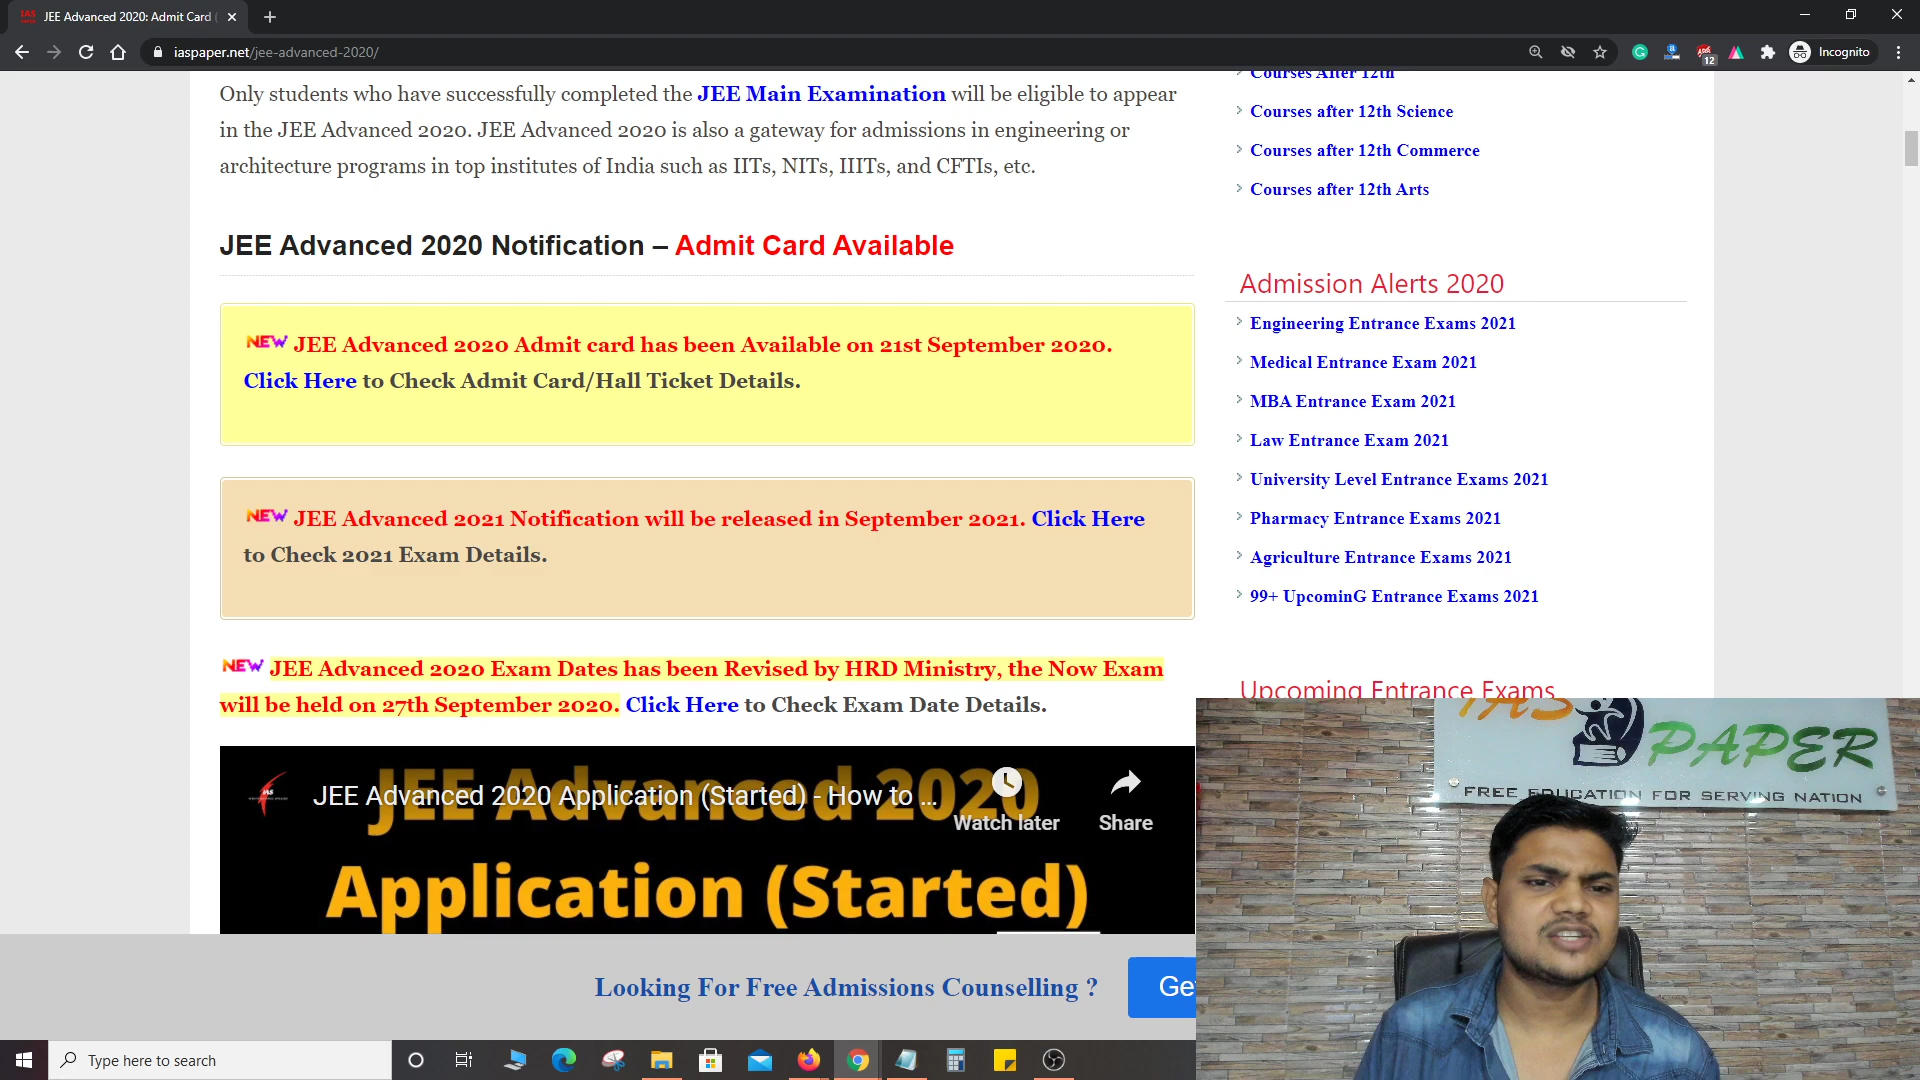 JEE Advanced 2020: Admit Card (
iaspaper.net/jee-advanced-2020/
12
Incognito
Only students who have successfully completed the JEE Main Examination will be eligible to appear
in the JEE Advanced 2020. JEE Advanced 2020 is also a gateway for admissions in engineering or
architecture programs in top institutes of India such as IITs, NITs, IIITs, and CFTIs, etc.
JEE Advanced 2020 Notification – Admit Card Available
NEW JEE Advanced 2020 Admit card has been Available on 21st September 2020.
Click Here to Check Admit Card/Hall Ticket Details.
NEW JEE Advanced 2021 Notification will be released in September 2021. Click Here
to Check 2021 Exam Details.
NEW JEE Advanced 2020 Exam Dates has been Revised by HRD Ministry, the Now Exam
will be held on 27th September 2020. Click Here to Check Exam Date Details.
JEE Advanced 2020
JEE Advanced 2020 Application (Started) - How to ...
Watch later
Share
Application (Started)
Courses After 12th
Courses after 12th Science
Courses after 12th Commerce
Courses after 12th Arts
Admission Alerts 2020
Engineering Entrance Exams 2021
Medical Entrance Exam 2021
MBA Entrance Exam 2021
Law Entrance Exam 2021
University Level Entrance Exams 2021
Pharmacy Entrance Exams 2021
Agriculture Entrance Exams 2021
99+ UpcominG Entrance Exams 2021
Upcoming Entrance Exams
IAS
PAPER
FREE EDUCATION FOR SERVING NATION
Looking For Free Admissions Counselling ?
Ge
Type here to search